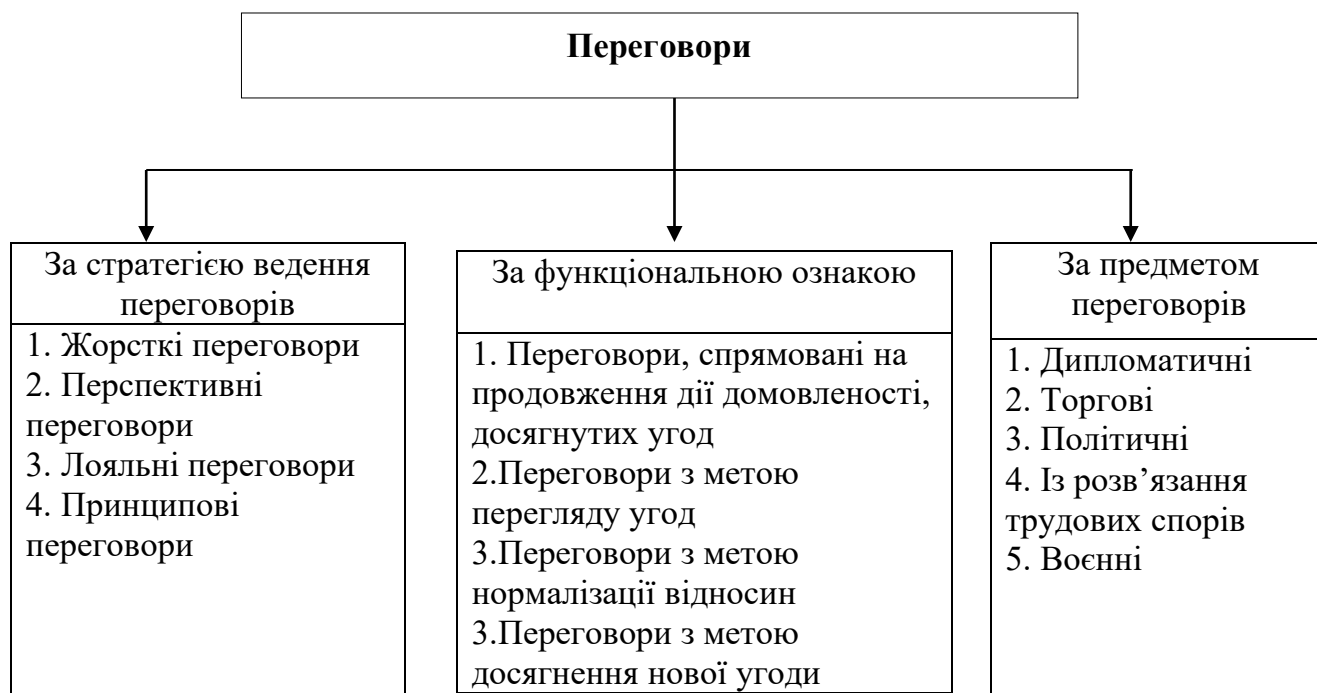 Переговори
За стратегією ведення
переговорів
1. Жорсткі переговори
2. Перспективні
переговори
3. Лояльні переговори
4. Принципові
переговори
За функціональною ознакою
1. Переговори, спрямовані на
продовження дії домовленості,
досягнутих угод
2.Переговори з метою
перегляду угод
3.Переговори з метою
нормалізації відносин
3.Переговори з метою
досягнення нової угоди
За предметом
переговорів
1. Дипломатичні
2. Торгові
3. Політичні
4. Із розв’язання
трудових спорів
5. Воєнні